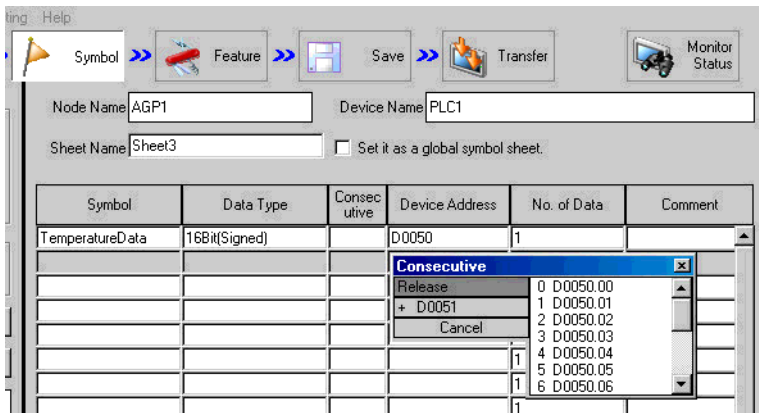 ting Help
Symbol Feature Save Transfer Monitor Status
Node Name AGP1 Device Name PLC1
Sheet Name Sheet3 Set it as a global symbol sheet.
Symbol Data Type Consec utive Device Address No. of Data Comment
TemperatureData 16Bit(Signed) D0050 1
Consecutive
Release 0 D0050.00
+ D0051 1 D0050.01
Cancel 2 D0050.02
3 D0050.03
1 4 D0050.04
5 D0050.05
1 6 D0050.06
1